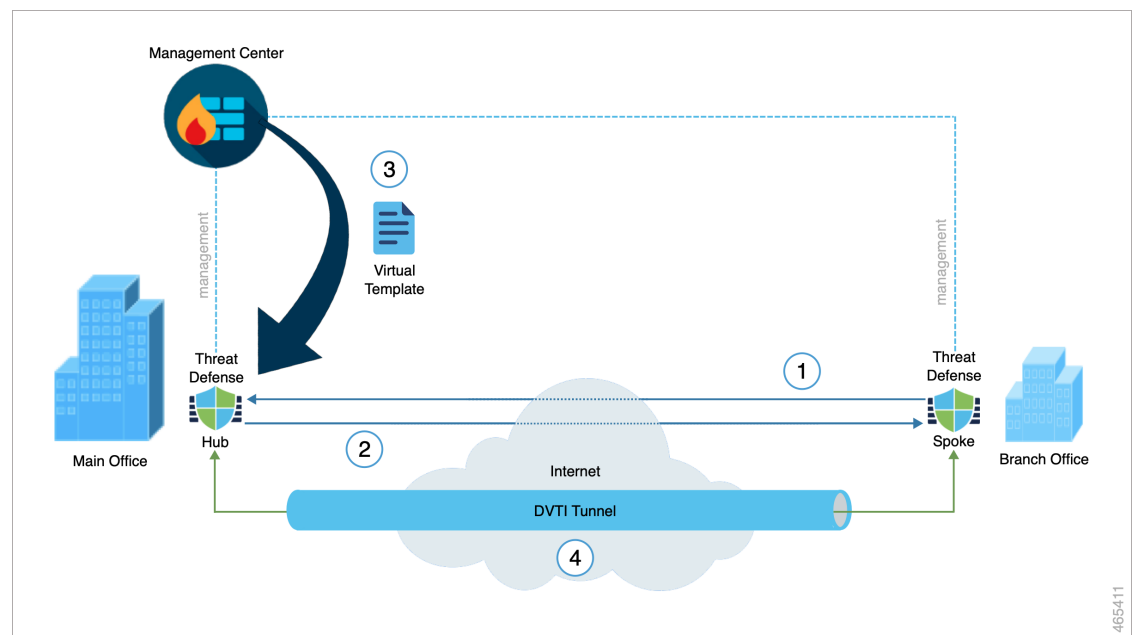 Management Center
3
Virtual
Template
management
management
Threat
Defense
Hub
Main Office
1
Threat
Defense
Spoke
Branch Office
2
Internet
DVTI Tunnel
4
465411